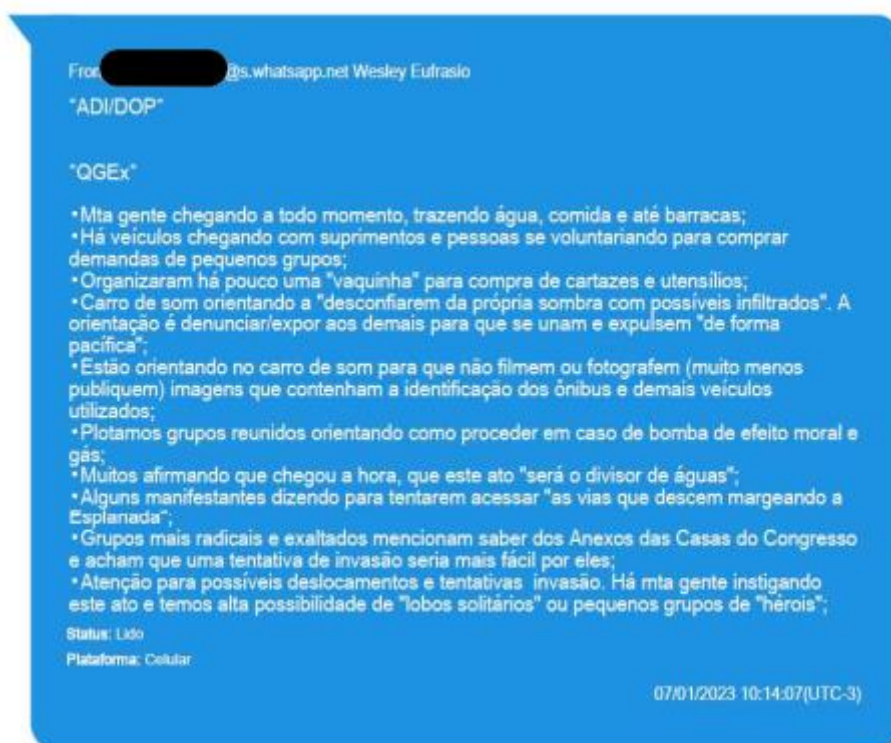 From @s.whatsapp.net Wesley Eufrasio
"ADI/DOP"
"QGEx"
•Mta gente chegando a todo momento, trazendo água, comida e até barracas;
•Há veículos chegando com suprimentos e pessoas se voluntariando para comprar
demandas de pequenos grupos;
•Organizaram há pouco uma "vaquinha" para compra de cartazes e utensílios;
•Carro de som orientando a "desconfiarem da própria sombra com possíveis infiltrados". A
orientação é denunciar/expor aos demais para que se unam e expulsem "de forma
pacífica";
•Estão orientando no carro de som para que não filmem ou fotografem (muito menos
publiquem) imagens que contenham a identificação dos ônibus e demais veículos
utilizados;
•Plotamos grupos reunidos orientando como proceder em caso de bomba de efeito moral e
gás;
•Muitos afirmando que chegou a hora, que este ato "será o divisor de águas";
•Alguns manifestantes dizendo para tentarem acessar "as vias que descem margeando a
Esplanada";
•Grupos mais radicais e exaltados mencionam saber dos Anexos das Casas do Congresso
e acham que uma tentativa de invasão seria mais fácil por eles;
•Atenção para possíveis deslocamentos e tentativas invasão. Há mta gente instigando
este ato e temos alta possibilidade de "lobos solitários" ou pequenos grupos de "hérois";
Status: Lido
Plataforma: Celular
07/01/2023 10:14:07(UTC-3)